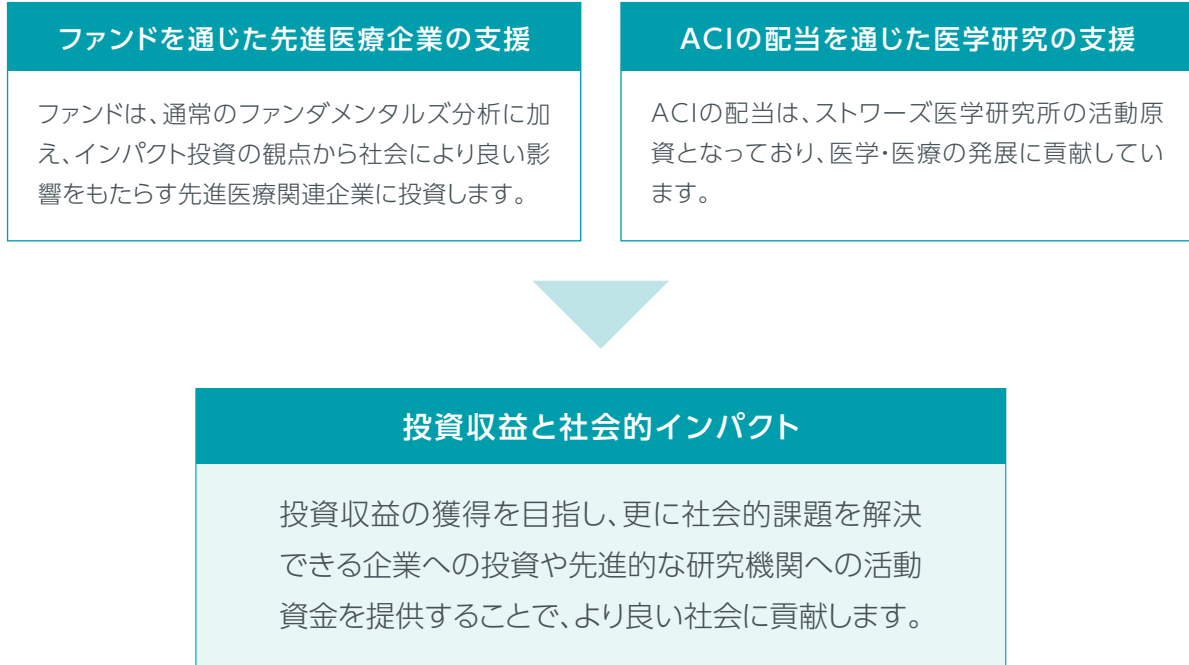 ファンドを通じた先進医療企業の支援
ファンドは、通常のファンダメンタルズ分析に加
え、インパクト投資の観点から社会により良い影
響をもたらす先進医療関連企業に投資します。
ACIの配当を通じた医学研究の支援
ACIの配当は、ストワーズ医学研究所の活動原
資となっており、医学・医療の発展に貢献してい
ます。
投資収益と社会的インパクト
投資収益の獲得を目指し、更に社会的課題を解決
できる企業への投資や先進的な研究機関への活動
資金を提供することで、より良い社会に貢献します。